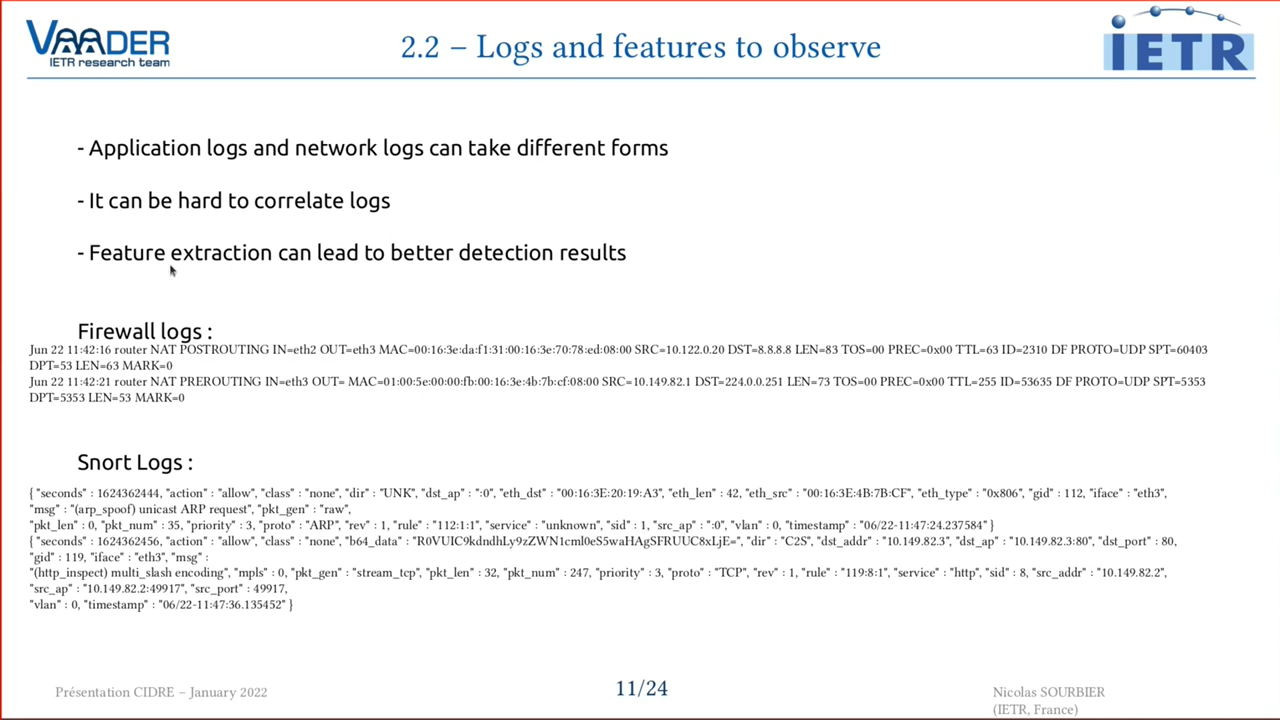 VAADER
IETR research team
2.2 – Logs and features to observe
iETR
- Application logs and network logs can take different forms
- It can be hard to correlate logs
- Feature extraction can lead to better detection results
Firewall logs :
Jun 22 11:42:16 router NAT POSTROUTING IN=eth2 OUT=eth3 MAC=00:16:3e:da:f1:31:00:16:3e:70:78:ed:08:00 SRC=10.122.0.20 DST=8.8.8.8 LEN=83 TOS=00 PREC=0x00 TTL=63 ID=2310 DF PROTO=UDP SPT=60403
DPT=53 LEN=63 MARK=0
Jun 22 11:42:21 router NAT PREROUTING IN=eth3 OUT= MAC=01:00:5e:00:00:fb:00:16:3e:4b:7b:cf:08:00 SRC=10.149.82.1 DST=224.0.0.251 LEN=73 TOS=00 PREC=0x00 TTL=255 ID=53635 DF PROTO=UDP SPT=5353
DPT=5353 LEN=53 MARK=0
Snort Logs :
{ "seconds" : 1624362444, "action" : "allow", "class" : "none", "dir" : "UNK", "dst_ap" : ":0", "eth_dst" : "00:16:3E:20:19:A3", "eth_len" : 42, "eth_src" : "00:16:3E:4B:7B:CF", "eth_type" : "0x806", "gid" : 112, "iface" : "eth3",
"msg" : "(arp_spoof) unicast ARP request", "pkt_gen" : "raw",
"pkt_len" : 0, "pkt_num" : 35, "priority" : 3, "proto" : "ARP", "rev" : 1, "rule" : "112:1:1", "service" : "unknown", "sid" : 1, "src_ap" : ":0", "vlan" : 0, "timestamp" : "06/22-11:47:24.237584" }
{ "seconds" : 1624362456, "action" : "allow", "class" : "none", "b64_data" : "R0VUIC9kdndhLy9zZWN1cml0eS5waHAgSFRUUC8xLjE=", "dir" : "C2S", "dst_addr" : "10.149.82.3", "dst_ap" : "10.149.82.3:80", "dst_port" : 80,
"gid" : 119, "iface" : "eth3", "msg" :
"(http_inspect) multi_slash encoding", "mpls" : 0, "pkt_gen" : "stream_tcp", "pkt_len" : 32, "pkt_num" : 247, "priority" : 3, "proto" : "TCP", "rev" : 1, "rule" : "119:8:1", "service" : "http", "sid" : 8, "src_addr" : "10.149.82.2",
"src_ap" : "10.149.82.2:49917", "src_port" : 49917,
"vlan" : 0, "timestamp" : "06/22-11:47:36.135452" }
Présentation CIDRE – January 2022
11/24
Nicolas SOURBIER
(IETR, France)